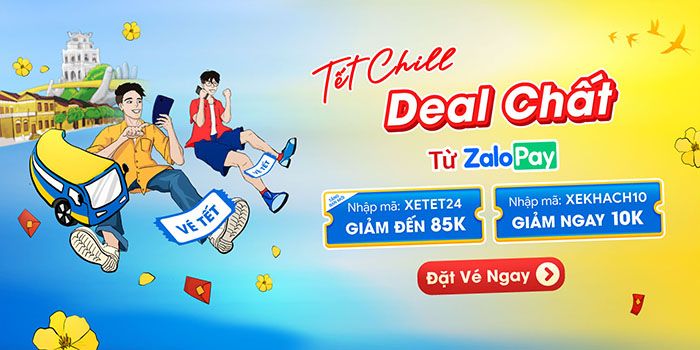 Tết Chill
Deal Chất
Từ ZaloPay
Nhập mã: XETET24
GIẢM ĐẾN 85K
Nhập mã: XEKHACH10
GIẢM NGAY 10K
Đặt Vé Ngay
VÉ TẾT
VÉ TẾT